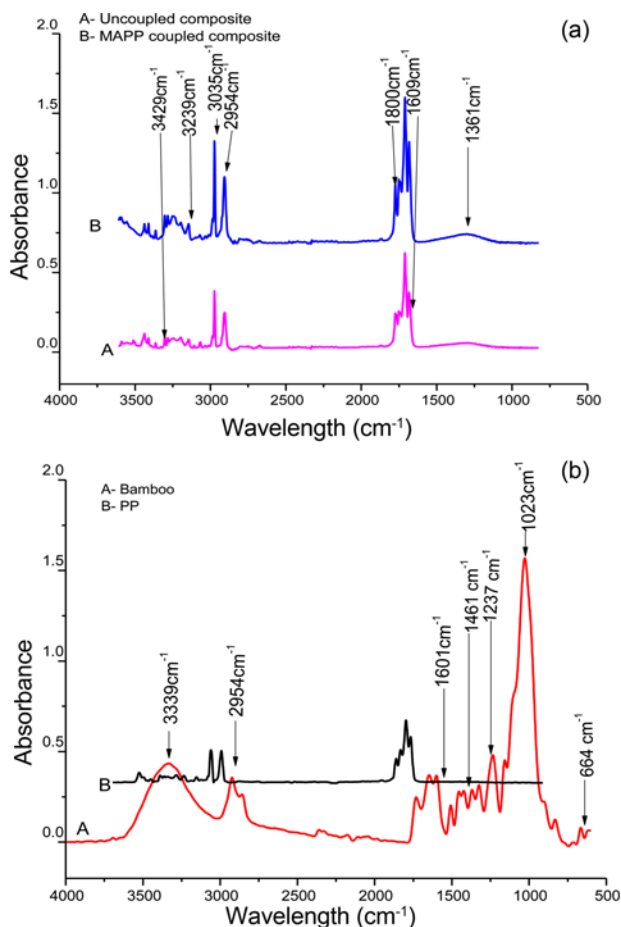 A- Uncoupled composite
B- MAPP coupled composite
(a)
2.0
1.5
1.0
0.5
0.0
Absorbance
3429cm-1
3239cm-1
3035cm-1
2954cm-1
1800cm-1
1609cm-1
1361cm-1
B
A
4000 3500 3000 2500 2000 1500 1000 500
Wavelength (cm-1)
(b)
A- Bamboo
B- PP
2.0
1.5
1.0
0.5
0.0
Absorbance
3339cm-1
2954cm-1
1601cm-1
1461 cm-1
1237 cm-1
1023cm-1
664 cm-1
B
A
4000 3500 3000 2500 2000 1500 1000 500
Wavelength (cm-1)